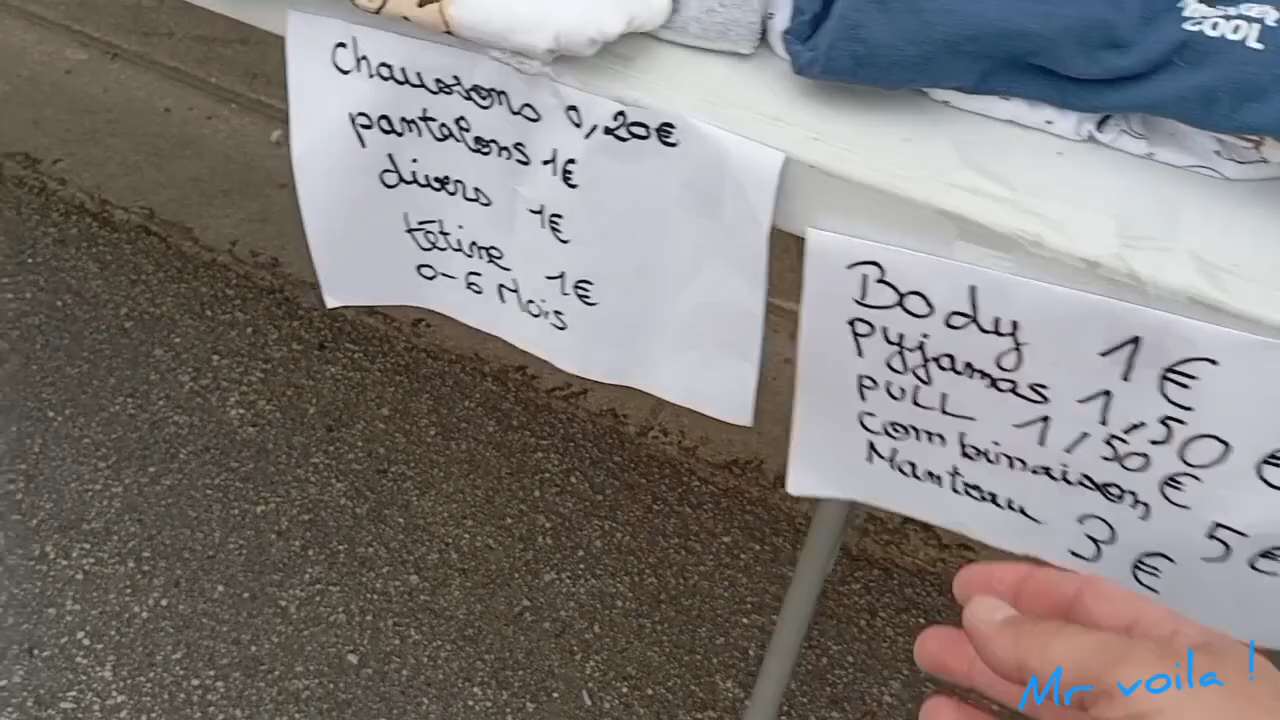 Chaussons 0,20€
pantalons 1€
divers 1€
tétine 1€
0-6 Mois
Body 1€
pyjamas 1,50€
PULL 1,50€
combinaison 5€
Manteau 3€
COOL
Mr voila !